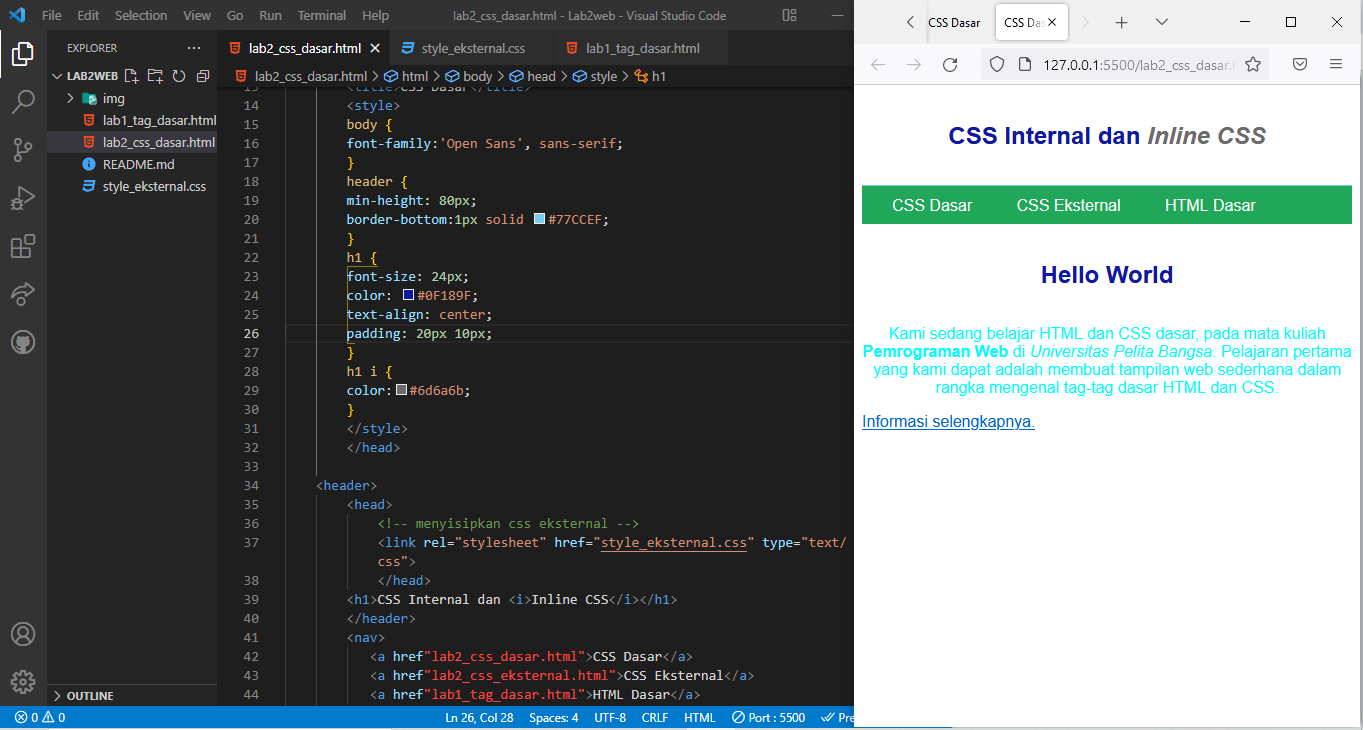 File Edit Selection View Go Run Terminal Help lab2_css_dasar.html - Lab2web - Visual Studio Code
EXPLORER ...
LAB2WEB
img
lab1_tag_dasar.html
lab2_css_dasar.html
README.md
style_eksternal.css
OUTLINE
lab2_css_dasar.html style_eksternal.css lab1_tag_dasar.html
lab2_css_dasar.html > html > body > head > style > h1
13 <title>CSS Dasar</title>
14 <style>
15 body {
16 font-family:'Open Sans', sans-serif;
17 }
18 header {
19 min-height: 80px;
20 border-bottom:1px solid #77CCEF;
21 }
22 h1 {
23 font-size: 24px;
24 color: #0F189F;
25 text-align: center;
26 padding: 20px 10px;
27 }
28 h1 i {
29 color:#6d6a6b;
30 }
31 </style>
32 </head>
33
34 <header>
35 <head>
36 <!-- menyisipkan css eksternal -->
37 <link rel="stylesheet" href="style_eksternal.css" type="text/
css">
38 </head>
39 <h1>CSS Internal dan <i>Inline CSS</i></h1>
40 </header>
41 <nav>
42 <a href"lab2_css_dasar.html">CSS Dasar</a>
43 <a href"lab2_css_eksternal.html">CSS Eksternal</a>
44 <a href"lab1_tag_dasar.html">HTML Dasar</a>
0 0 Ln 26, Col 28 Spaces: 4 UTF-8 CRLF HTML Port : 5500 Pre
CSS Dasar CSS Das
127.0.0.1:5500/lab2_css_dasar.h
CSS Internal dan Inline CSS
CSS Dasar CSS Eksternal HTML Dasar
Hello World
Kami sedang belajar HTML dan CSS dasar, pada mata kuliah
Pemrograman Web di Universitas Pelita Bangsa. Pelajaran pertama
yang kami dapat adalah membuat tampilan web sederhana dalam
rangka mengenal tag-tag dasar HTML dan CSS.
Informasi selengkapnya.